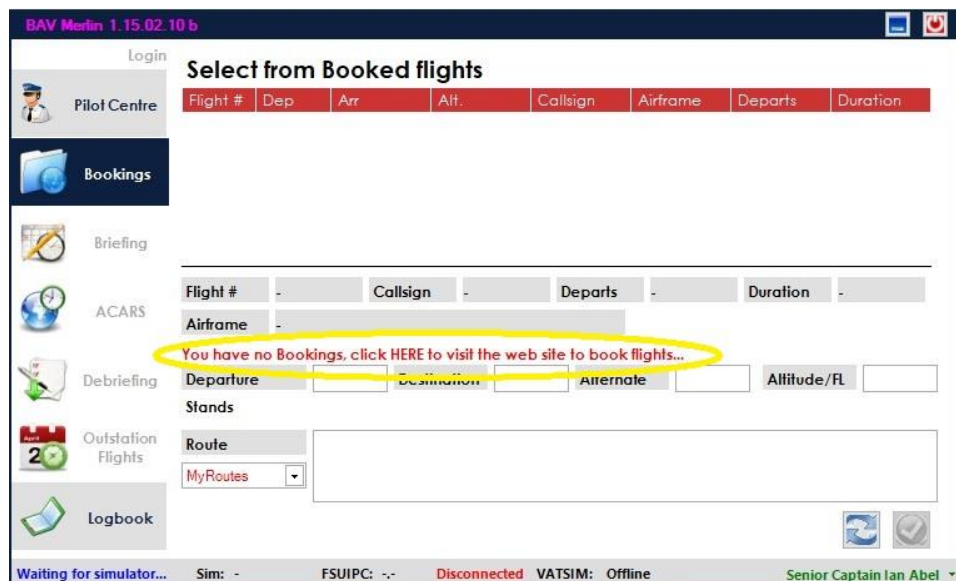 BAV Merlin 1.15.02.10 b
Login
Pilot Centre
Bookings
Briefing
ACARS
Debriefing
April
2
Outstation
Flights
Logbook
Select from Booked flights
Flight # Dep Arr Alt. Callsign Airframe Departs Duration
Flight # - Callsign - Departs - Duration -
Airframe -
You have no Bookings, click HERE to visit the web site to book flights...
Departure Destination Alternate Altitude/FL
Stands
Route
MyRoutes
Waiting for simulator... Sim: - FSUIPC: -.- Disconnected VATSIM: Offline Senior Captain Ian Abel